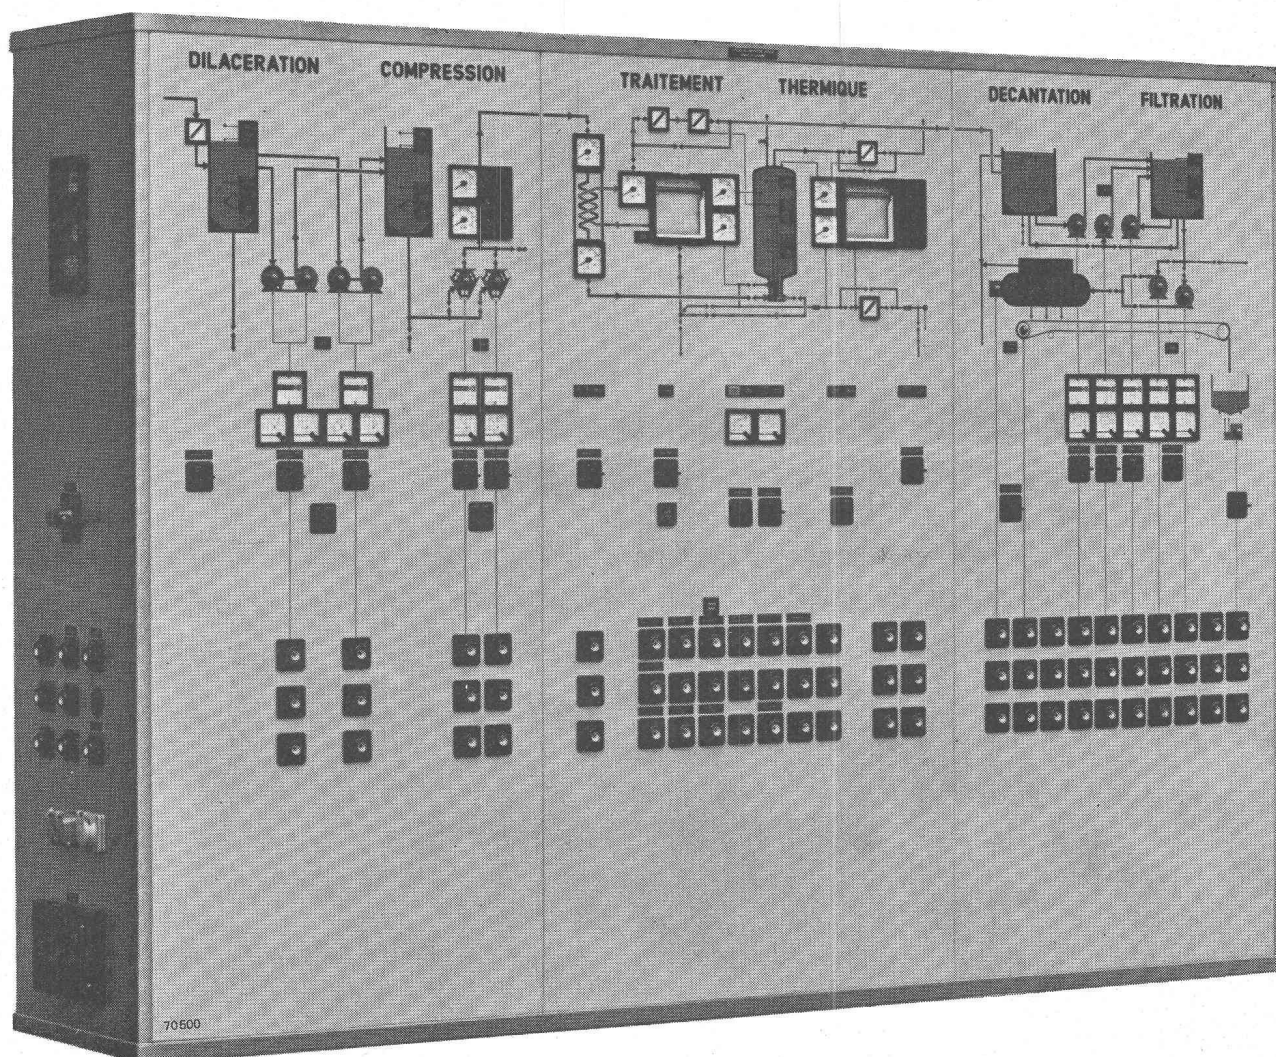 DILACERATION
COMPRESSION
TRAITEMENT THERMIQUE
DECANTATION
FILTRATION
70500